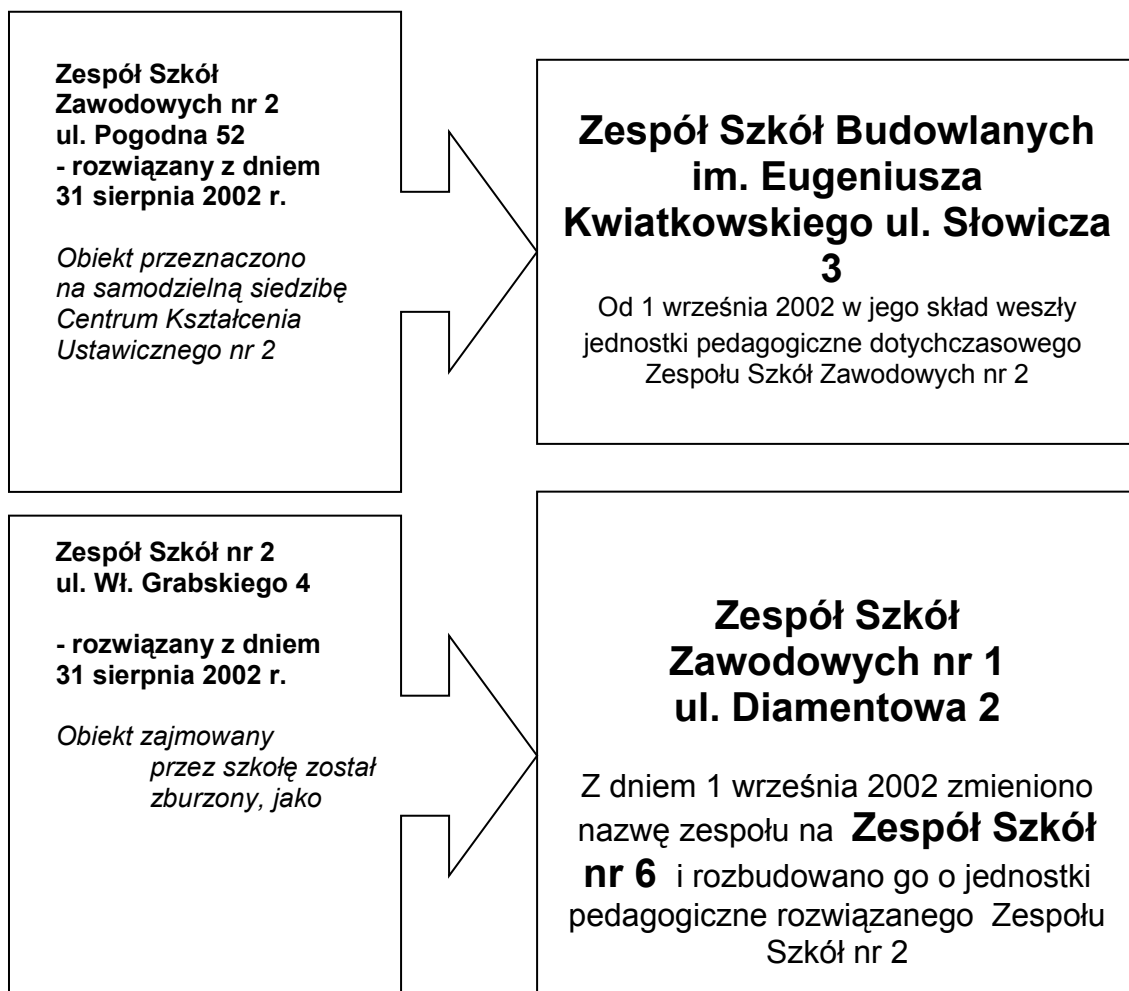 Zespół Szkół
Zawodowych nr 2
ul. Pogodna 52
- rozwiązany z dniem
31 sierpnia 2002 r.
Obiekt przeznaczono
na samodzielną siedzibę
Centrum Kształcenia
Ustawicznego nr 2
Zespół Szkół Budowlanych
im. Eugeniusza
Kwiatkowskiego ul. Słowicza
3
Od 1 września 2002 w jego skład weszły
jednostki pedagogiczne dotychczasowego
Zespołu Szkół Zawodowych nr 2
Zespół Szkół nr 2
ul. Wł. Grabskiego 4
- rozwiązany z dniem
31 sierpnia 2002 r.
Obiekt zajmowany
przez szkołę został
zburzony, jako
Zespół Szkół
Zawodowych nr 1
ul. Diamentowa 2
Z dniem 1 września 2002 zmieniono
nazwę zespołu na Zespół Szkół
nr 6 i rozbudowano go o jednostki
pedagogiczne rozwiązanego Zespołu
Szkół nr 2